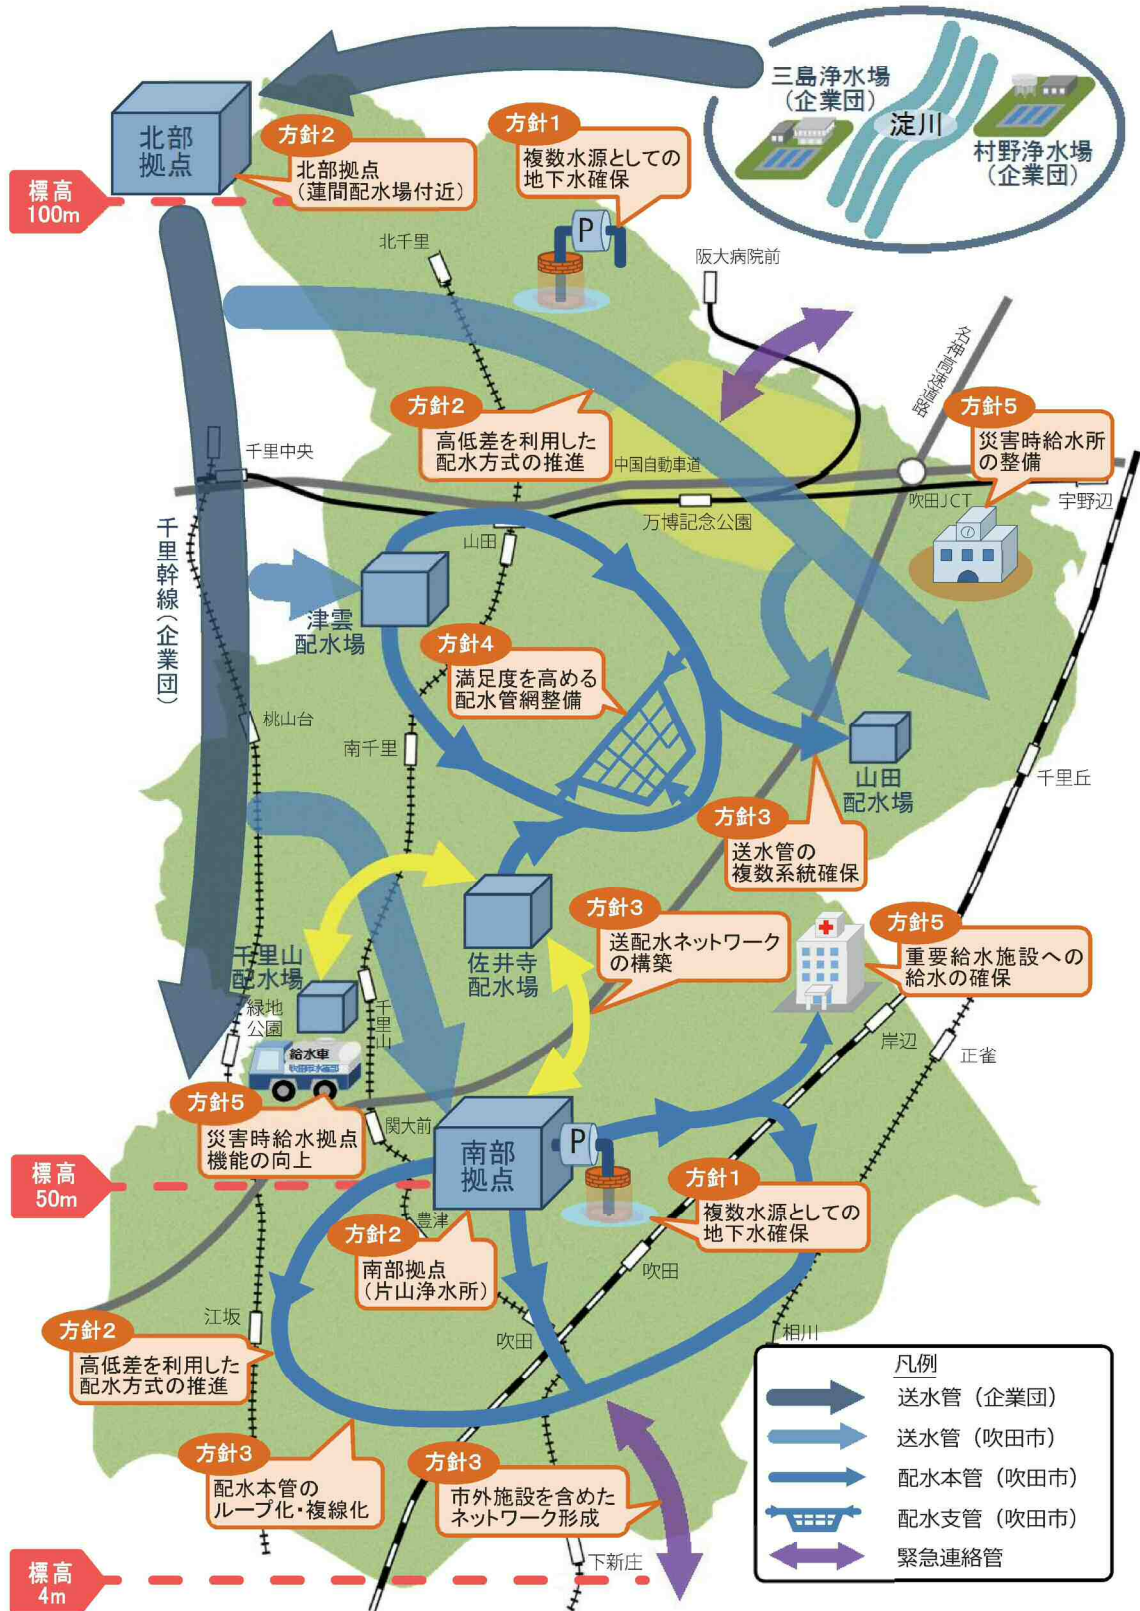 三島浄水場
（企業団）
淀川
村野浄水場
（企業団）
北部
拠点
標高
100m
方針2
北部拠点
（蓮間配水場付近）
方針1
複数水源としての
地下水確保
P
北千里
阪大病院前
名神高速道路
方針2
高低差を利用した
配水方式の推進
方針5
災害時給水所
の整備
千里中央
中国自動車道
万博記念公園
吹田JCT
宇野辺
山田
千里幹線（企業団）
津雲
配水場
方針4
満足度を高める
配水管網整備
桃山台
南千里
山田
配水場
千里丘
方針3
送水管の
複数系統確保
千里山
配水場
佐井寺
配水場
方針3
送配水ネットワーク
の構築
方針5
重要給水施設への
給水の確保
緑地
公園
千里山
給水車
吹田市水道部
岸辺
正雀
方針5
災害時給水拠点
機能の向上
関大前
南部
拠点
P
標高
50m
方針1
複数水源としての
地下水確保
豊津
方針2
南部拠点
（片山浄水所）
吹田
江坂
吹田
相川
方針2
高低差を利用した
配水方式の推進
方針3
配水本管の
ループ化・複線化
方針3
市外施設を含めた
ネットワーク形成
凡例
送水管（企業団）
送水管（吹田市）
配水本管（吹田市）
配水支管（吹田市）
緊急連絡管
標高
4m
下新庄